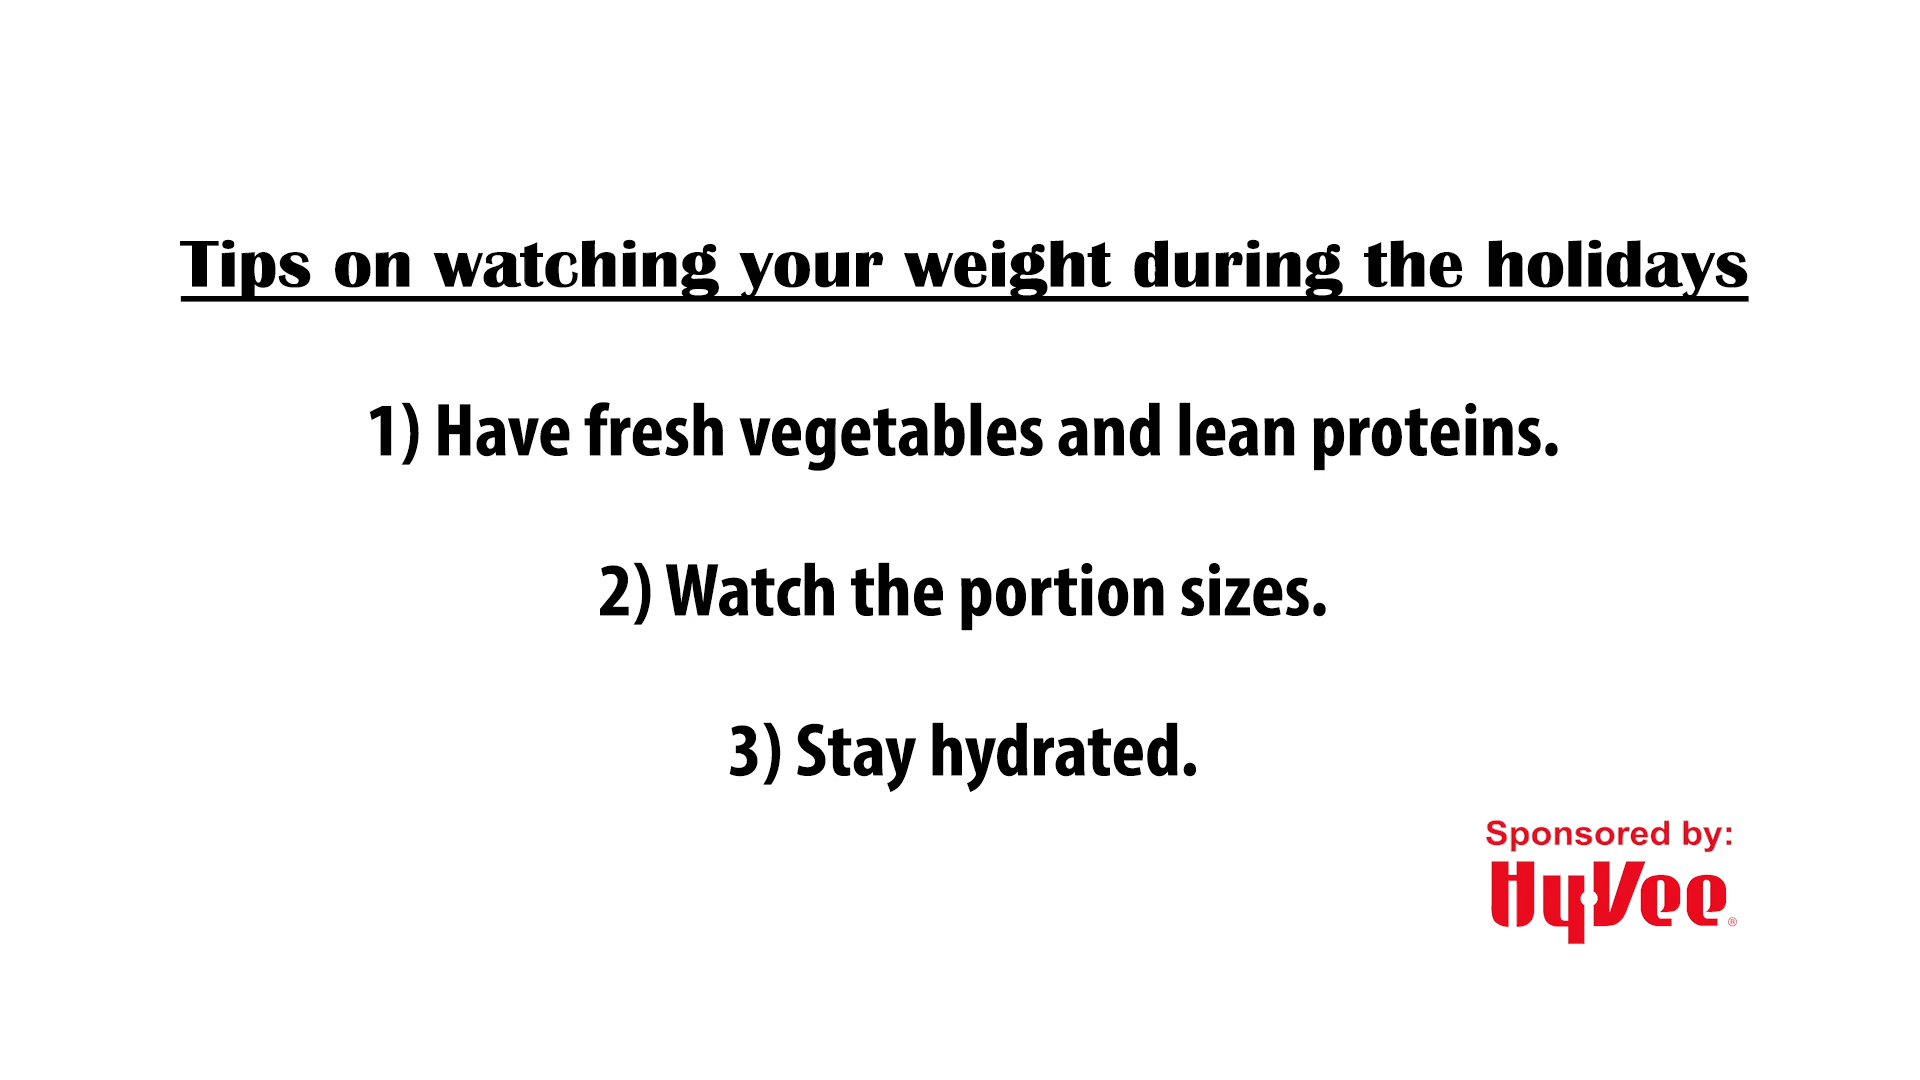 Tips on watching your weight during the holidays
1) Have fresh vegetables and lean proteins.
2) Watch the portion sizes.
3) Stay hydrated.
Sponsored by:
HyVee®